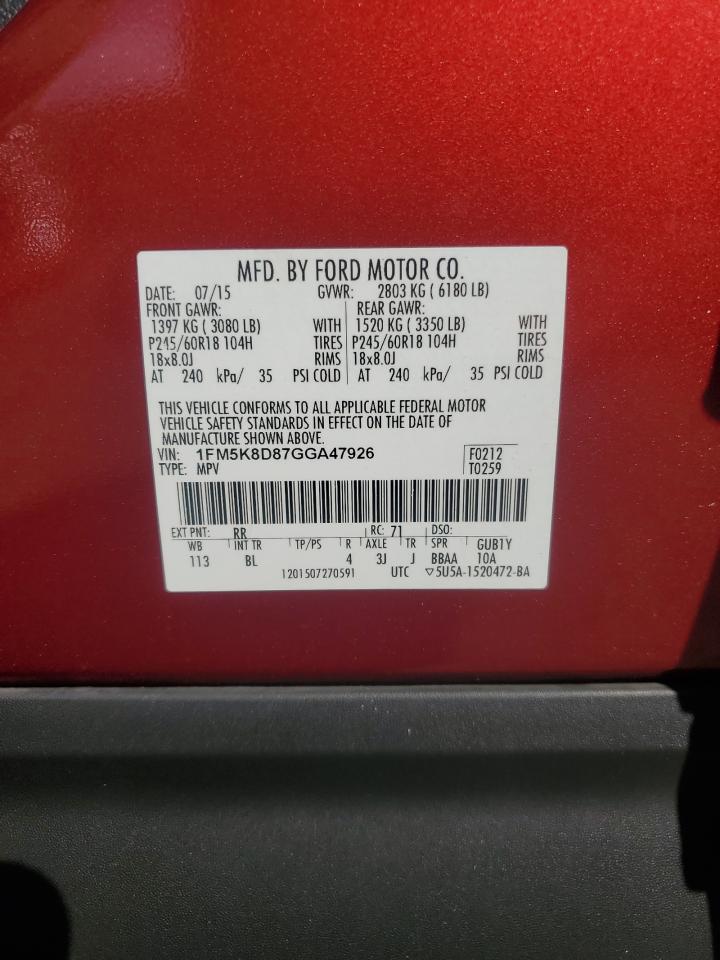 MFD. BY FORD MOTOR CO.
DATE: 07/15 GVWR: 2803 KG ( 6180 LB)
FRONT GAWR: REAR GAWR:
1397 KG ( 3080 LB) WITH 1520 KG ( 3350 LB) WITH
P245/60R18 104H TIRES P245/60R18 104H TIRES
18x8.0J RIMS 18x8.0J RIMS
AT 240 kPa/ 35 PSI COLD AT 240 kPa/ 35 PSI COLD
THIS VEHICLE CONFORMS TO ALL APPLICABLE FEDERAL MOTOR
VEHICLE SAFETY STANDARDS IN EFFECT ON THE DATE OF
MANUFACTURE SHOWN ABOVE.
VIN: 1FM5K8D87GGA47926 F0212
TYPE: MPV T0259
EXT PNT: RR RC: 71 DSO:
WB INT TR TP/PS R AXLE TR SPR GUB1Y
113 BL 4 3J J BBAA 10A
1201507270591 UTC ▽5U5A-1520472-BA